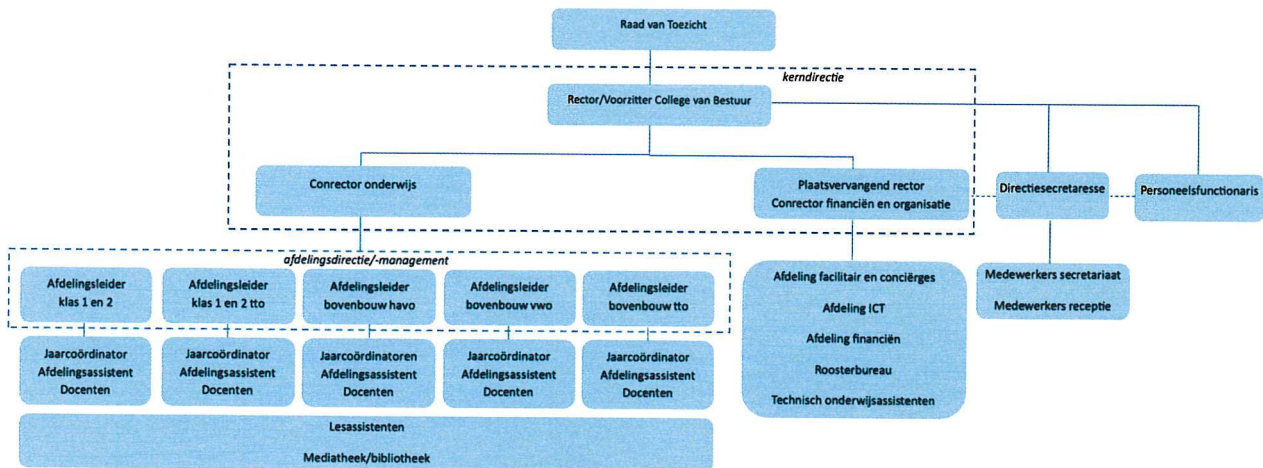 Raad van Toezicht
kerndirectie
Rector/Voorzitter College van Bestuur
Conrector onderwijs
Plaatsvervangend rector
Conrector financiën en organisatie
Directiesecretaresse
Personeelsfunctionaris
afdelingsdirectie/-management
Afdelingsleider
klas 1 en 2
Afdelingsleider
klas 1 en 2 tto
Afdelingsleider
bovenbouw havo
Afdelingsleider
bovenbouw vwo
Afdelingsleider
bovenbouw tto
Jaarcoördinator
Afdelingsassistent
Docenten
Jaarcoördinator
Afdelingsassistent
Docenten
Jaarcoördinatoren
Afdelingsassistent
Docenten
Jaarcoördinator
Afdelingsassistent
Docenten
Jaarcoördinator
Afdelingsassistent
Docenten
Lesassistenten
Mediatheek/bibliotheek
Afdeling facilitair en conciërges
Afdeling ICT
Afdeling financiën
Roosterbureau
Technisch onderwijsassistenten
Medewerkers secretariaat
Medewerkers receptie